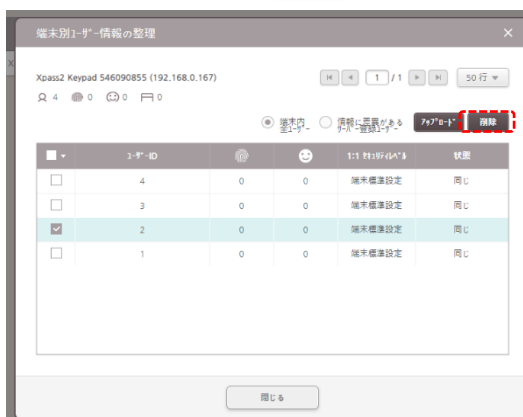 端末別ﾕｰｻﾞｰ情報の整理
Xpass2 Keypad 546090855 (192.168.0.167)
1 / 1
50 行
4 0 0 0
端末内
全ﾕｰｻﾞｰ
情報に差異がある
ｻｰﾊﾞｰ登録ﾕｰｻﾞｰ
ｱｯﾌﾟﾛｰﾄﾞ
削除
ﾕｰｻﾞｰID 1:1 ｾｷｭﾘﾃｨﾚﾍﾞﾙ 状態
4 0 0 端末標準設定 同じ
3 0 0 端末標準設定 同じ
2 0 0 端末標準設定 同じ
1 0 0 端末標準設定 同じ
閉じる